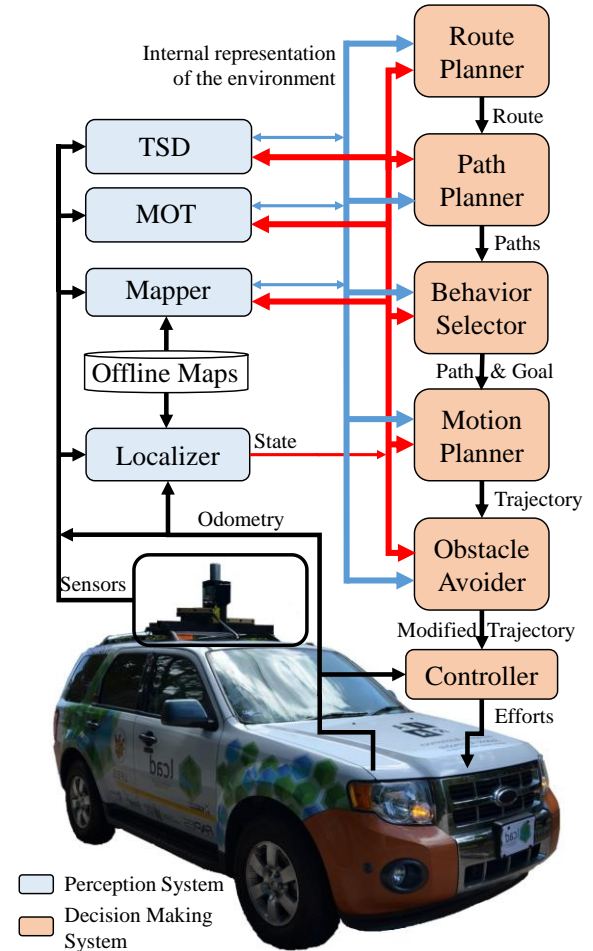 Internal representation
of the environment
Route
Planner
Route
TSD
Path
Planner
MOT
Paths
Mapper
Behavior
Selector
Offline Maps
Path & Goal
Motion
Planner
State
Localizer
Trajectory
Odometry
Obstacle
Avoider
Sensors
Modified Trajectory
Controller
Efforts
lcad
lcad
Perception System
Decision Making
System